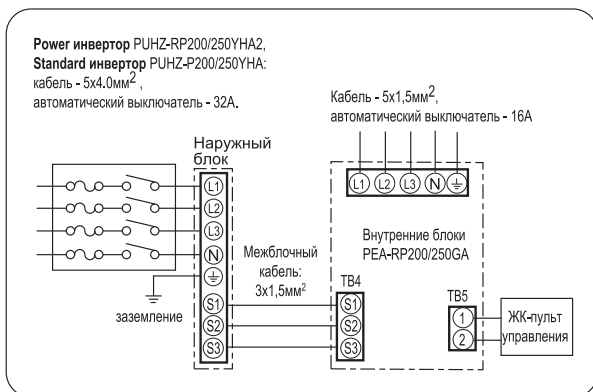 Power инвертор PUHZ-RP200/250YHA2,
Standard инвертор PUHZ-P200/250YHA:
кабель - 5x4.0мм²,
автоматический выключатель - 32А.
Кабель - 5x1,5мм²,
автоматический выключатель - 16А
Наружный
блок
L1
L2
L3
N
S1
S2
S3
заземление
Межблочный
кабель:
3x1,5мм²
L1 L2 L3 N
Внутренние блоки
PEA-RP200/250GA
TB4
S1
S2
S3
TB5
1
2
ЖК-пульт
управления